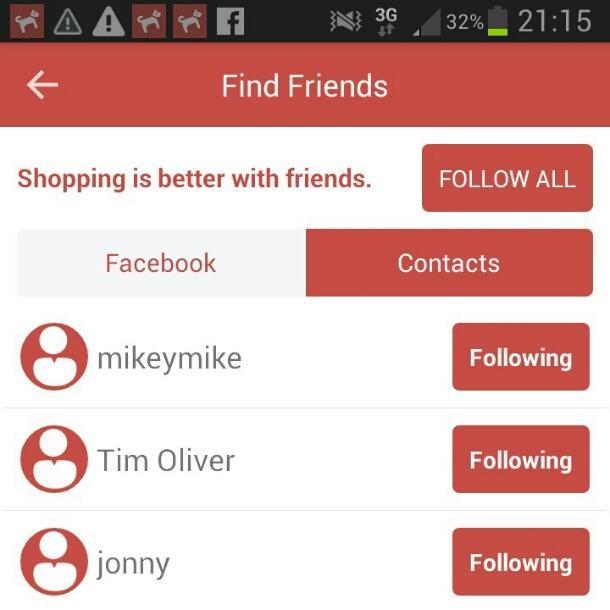 3G 32% 21:15
Find Friends
Shopping is better with friends. FOLLOW ALL
Facebook Contacts
mikeymike Following
Tim Oliver Following
jonny Following